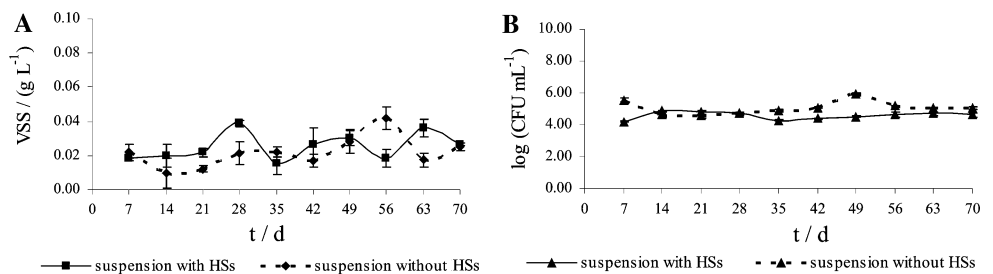 A
VSS / (g L⁻¹)
0.10
0.08
0.06
0.04
0.02
0.00
0 7 14 21 28 35 42 49 56 63 70
t / d
suspension with HSs suspension without HSs
B
log (CFU mL⁻¹)
10.00
8.00
6.00
4.00
2.00
0.00
0 7 14 21 28 35 42 49 56 63 70
t / d
suspension with HSs suspension without HSs